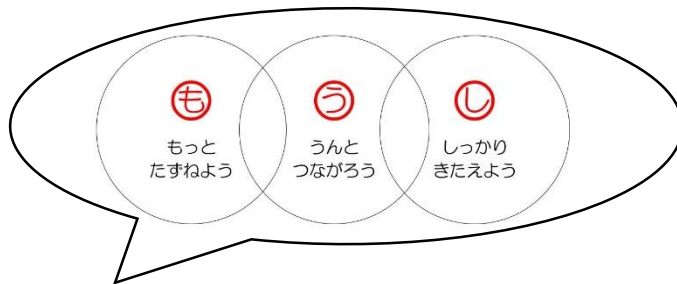 も
もっと
たずねよう
う
うんと
つながろう
し
しっかり
きたえよう